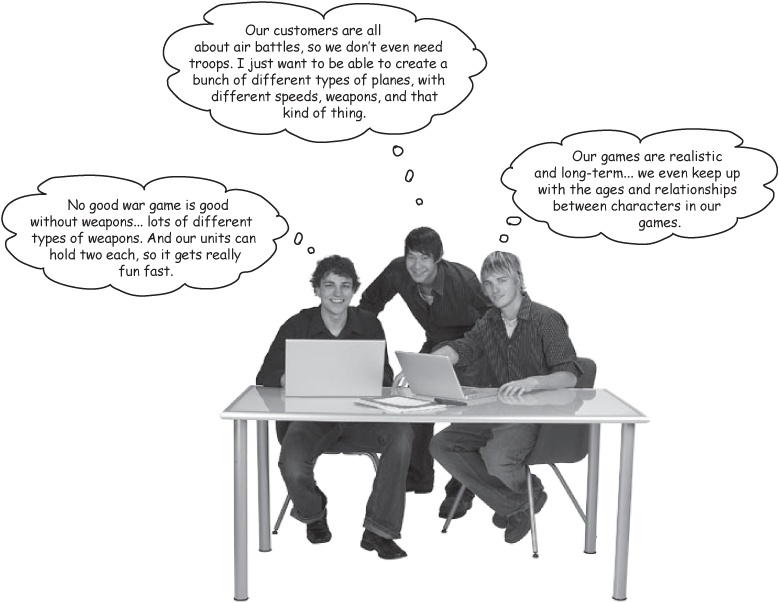 Our customers are all
about air battles, so we don't even need
troops. I just want to be able to create a
bunch of different types of planes, with
different speeds, weapons, and that
kind of thing.
Our games are realistic
and long-term... we even keep up
with the ages and relationships
between characters in our
games.
No good war game is good
without weapons... lots of different
types of weapons. And our units can
hold two each, so it gets really
fun fast.